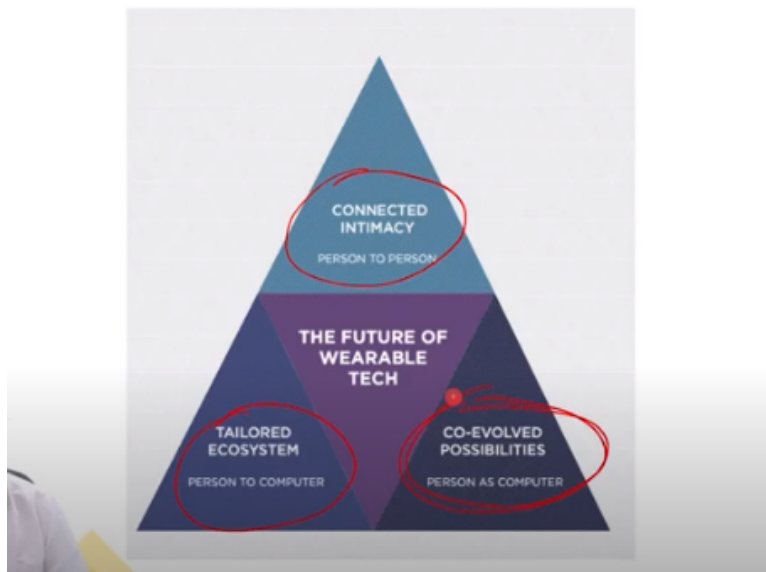 CONNECTED
INTIMACY
PERSON TO PERSON
THE FUTURE OF
WEARABLE
TECH
TAILORED
ECOSYSTEM
PERSON TO COMPUTER
CO-EVOLVED
POSSIBILITIES
PERSON AS COMPUTER